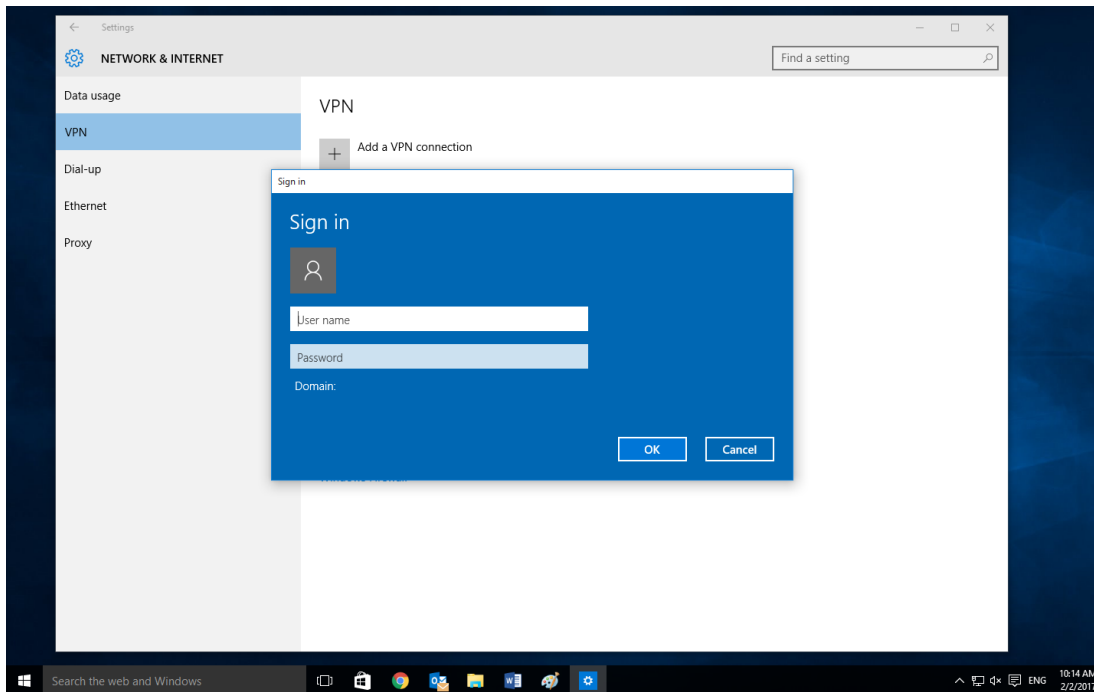 Settings
NETWORK & INTERNET
Find a setting
Data usage
VPN
Dial-up
Ethernet
Proxy
VPN
Add a VPN connection
Sign in
Sign in
User name
Password
Domain:
OK
Cancel
Search the web and Windows
ENG
10:14 AM
2/2/2017